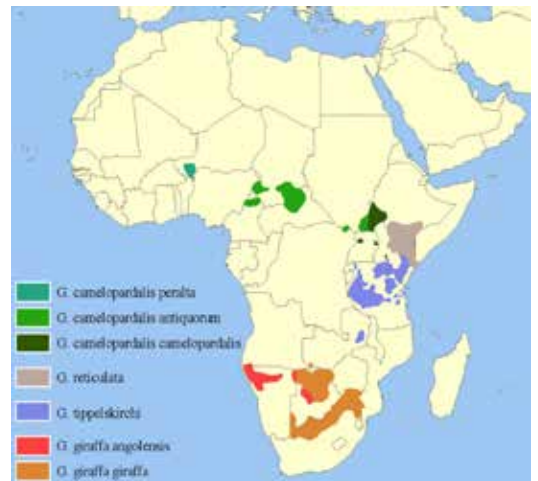 G. camelopardalis peralta
G. camelopardalis antiquorum
G. camelopardalis camelopardalis
G. reticulata
G. tippelskirchi
G. giraffa angolensis
G. giraffa giraffa